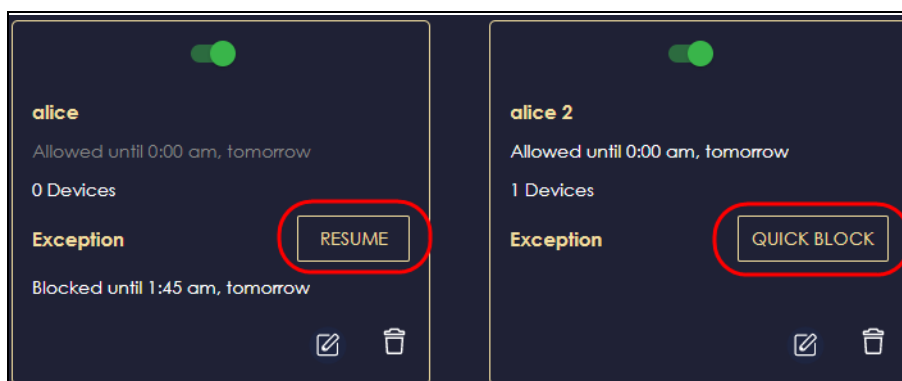 alice
Allowed until 0:00 am, tomorrow
0 Devices
Exception
RESUME
Blocked until 1:45 am, tomorrow
alice 2
Allowed until 0:00 am, tomorrow
1 Devices
Exception
QUICK BLOCK